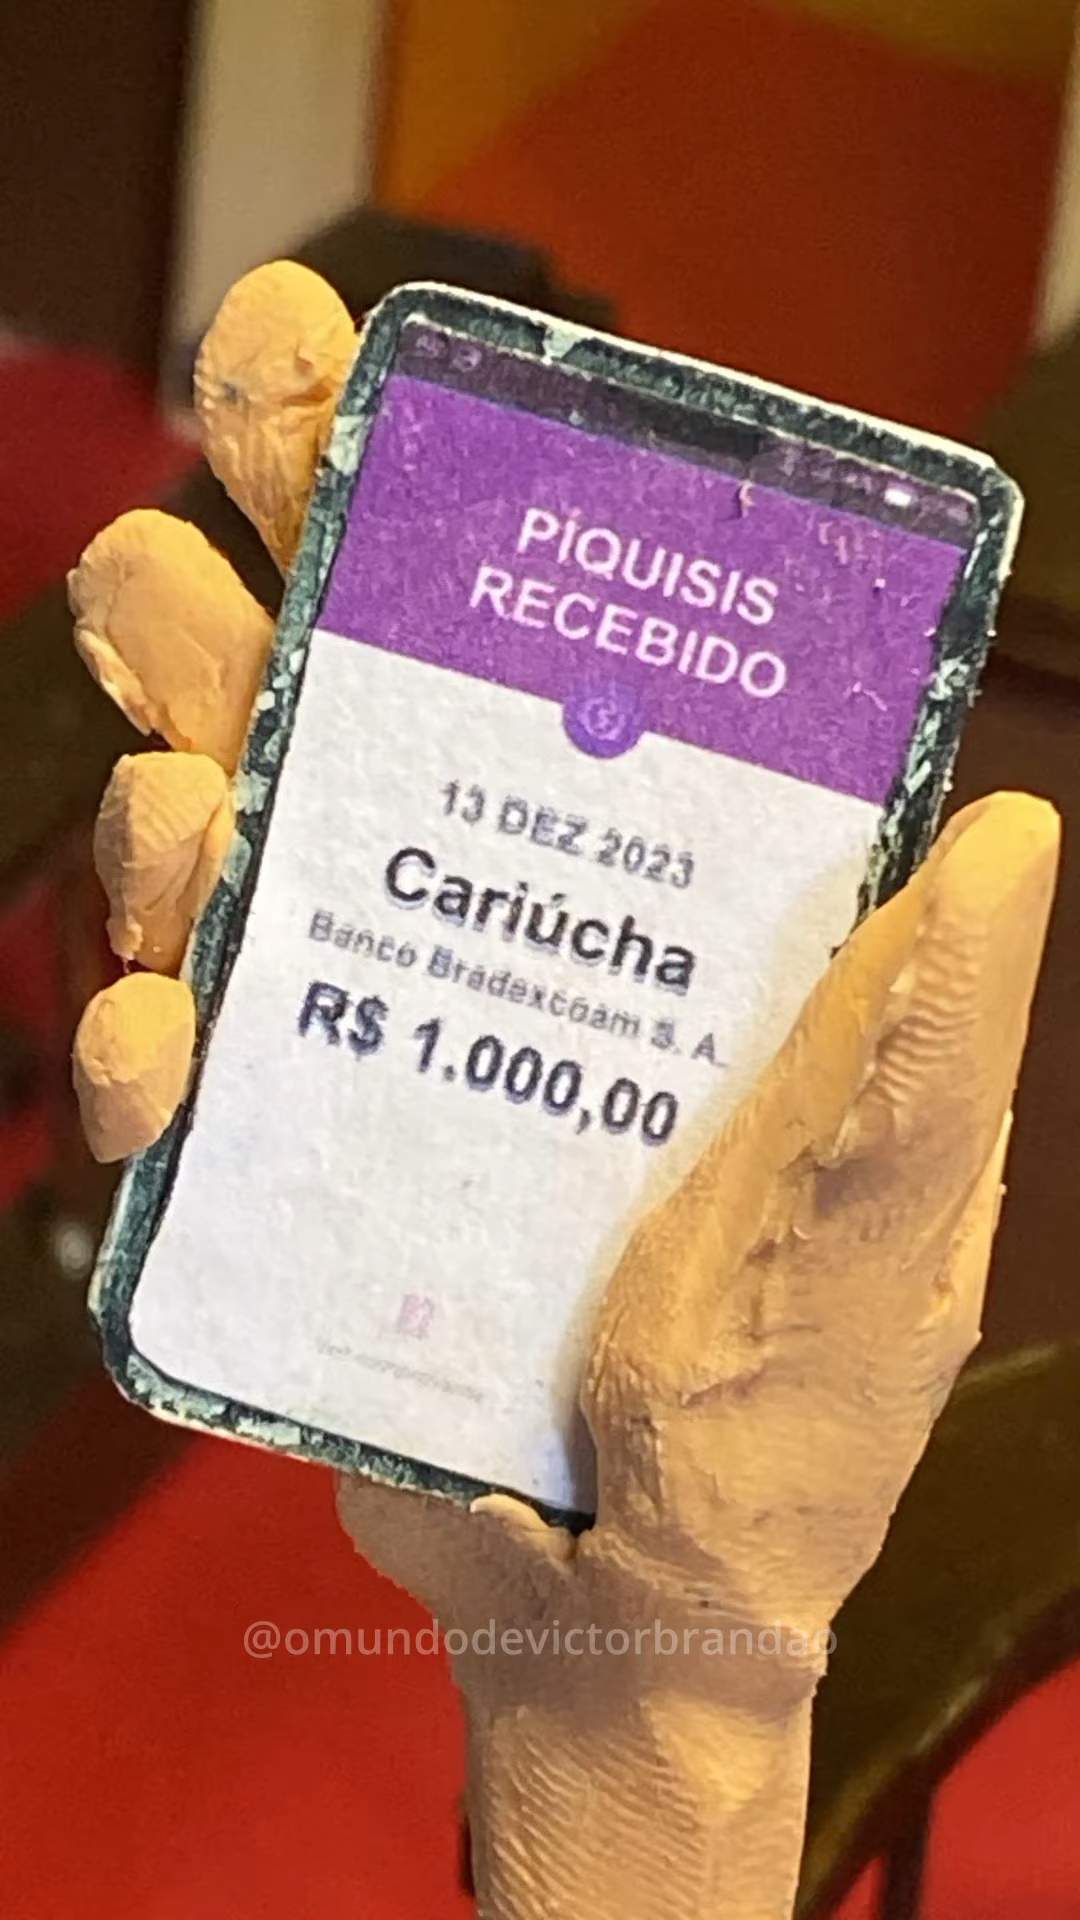 PÍQUISIS
RECEBIDO
13 DEZ 2023
Cariúcha
Banco Bradexcoam S. A.
R$ 1.000,00
@omundodevictorbrandao